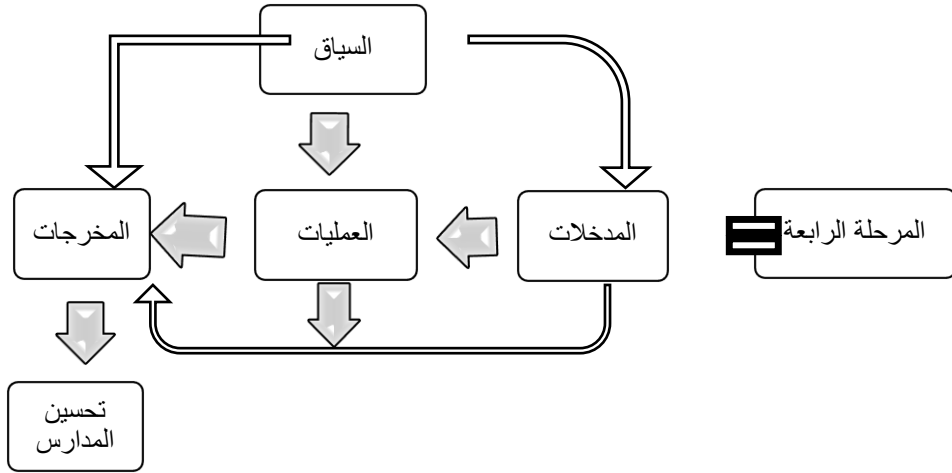 السياق
المرحلة الرابعة
المدخلات
العمليات
المخرجات
تحسين
المدارس